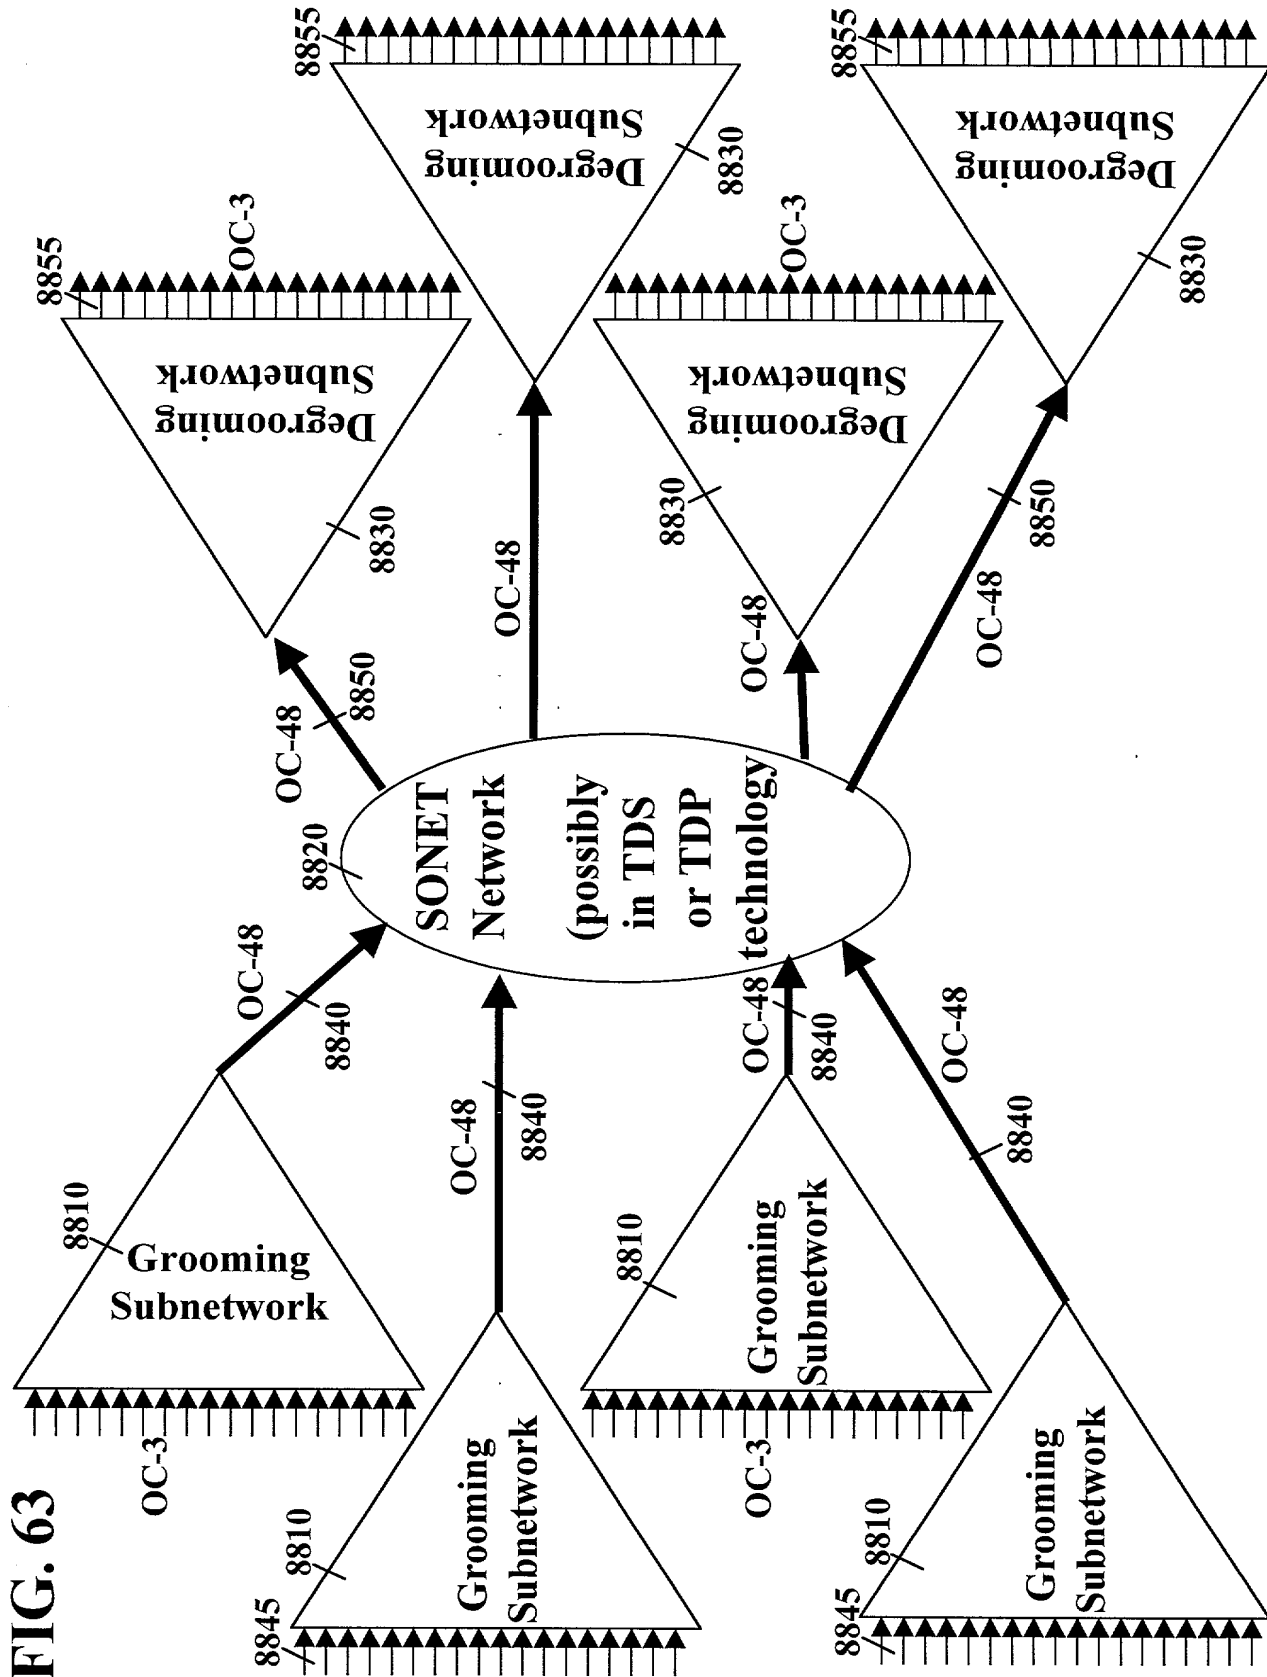 FIG. 63
OC-3
8810
Grooming
Subnetwork
OC-48
8840
8845
8810
Grooming
Subnetwork
OC-48
8840
OC-3
8810
Grooming
Subnetwork
OC-48
8840
8845
8810
Grooming
Subnetwork
OC-48
8840
8820
SONET
Network
(possibly
in TDS
or TDP
technology
OC-48
8850
8830
Degrooming
Subnetwork
8855
OC-3
OC-48
8830
Degrooming
Subnetwork
8855
OC-48
8830
Degrooming
Subnetwork
OC-3
OC-48
8850
8830
Degrooming
Subnetwork
8855